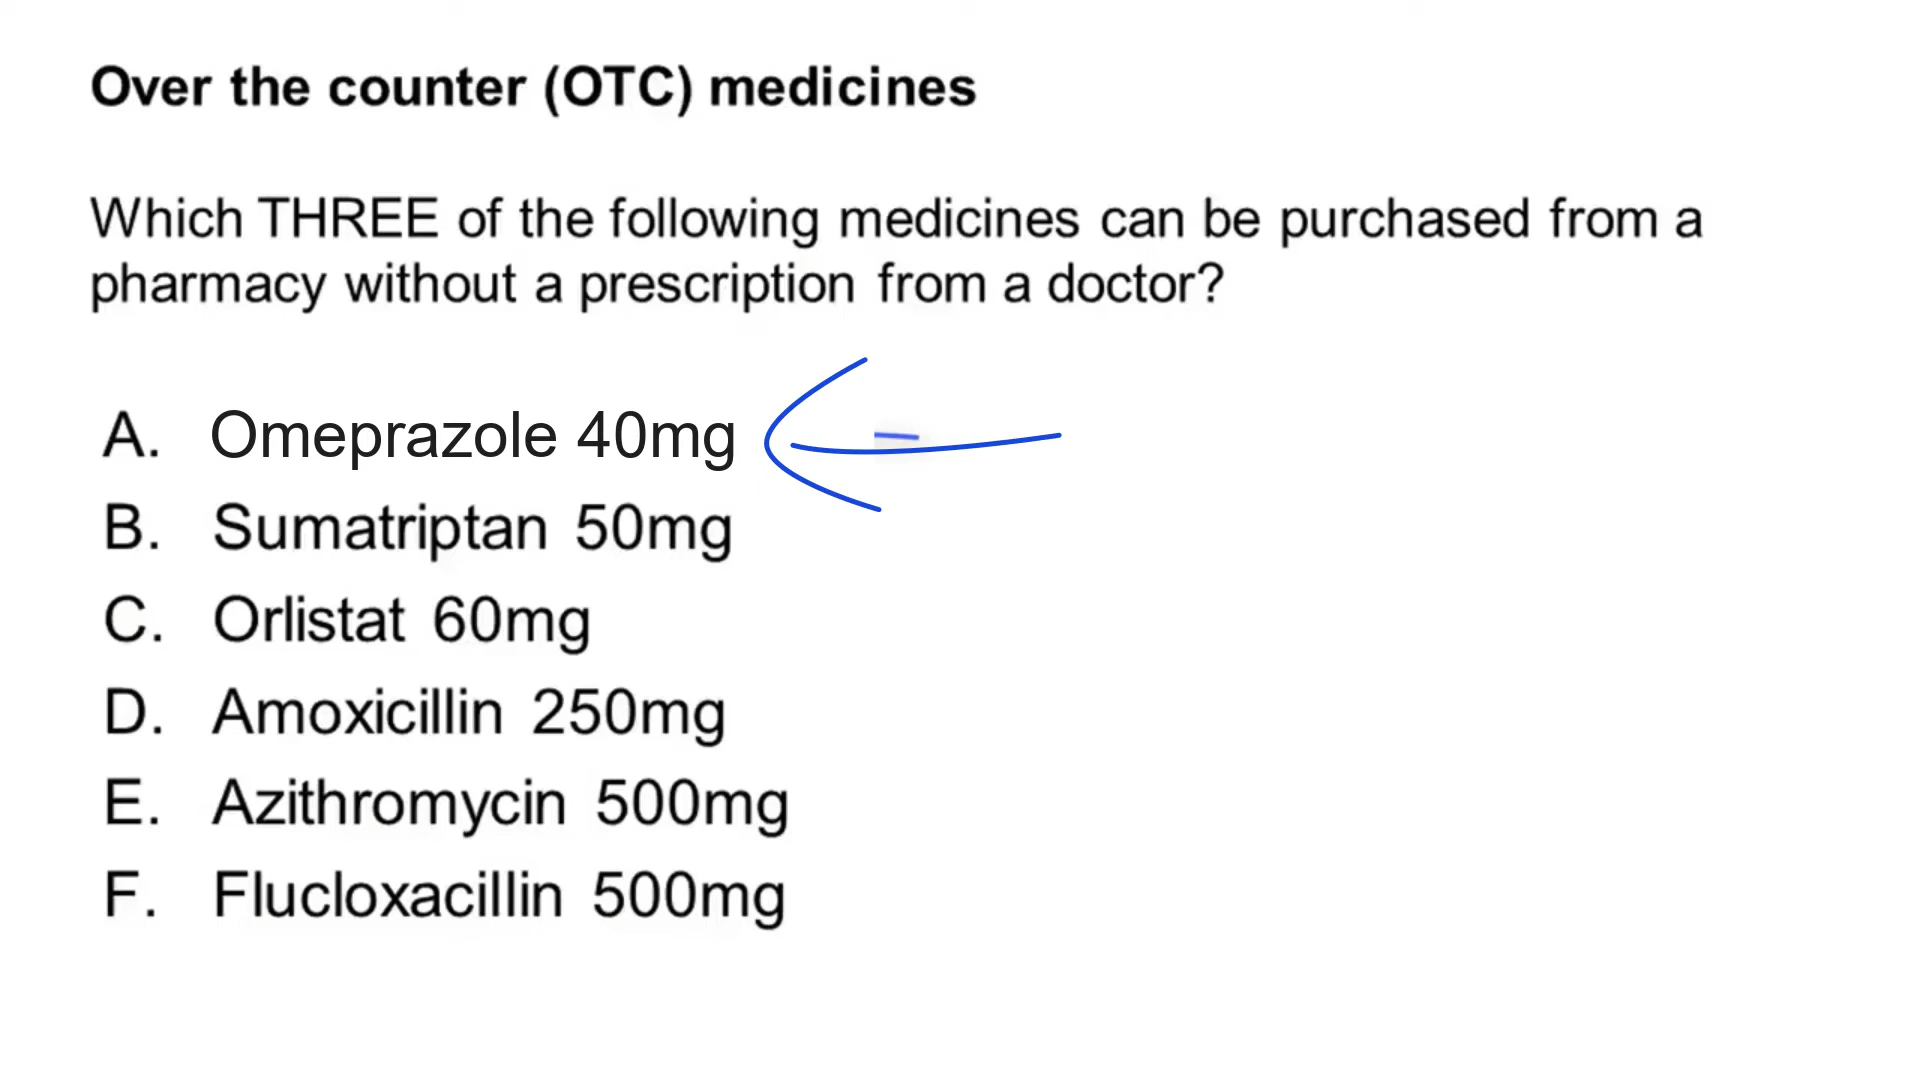 Over the counter (OTC) medicines
Which THREE of the following medicines can be purchased from a
pharmacy without a prescription from a doctor?
A. Omeprazole 40mg
B. Sumatriptan 50mg
C. Orlistat 60mg
D. Amoxicillin 250mg
E. Azithromycin 500mg
F. Flucloxacillin 500mg